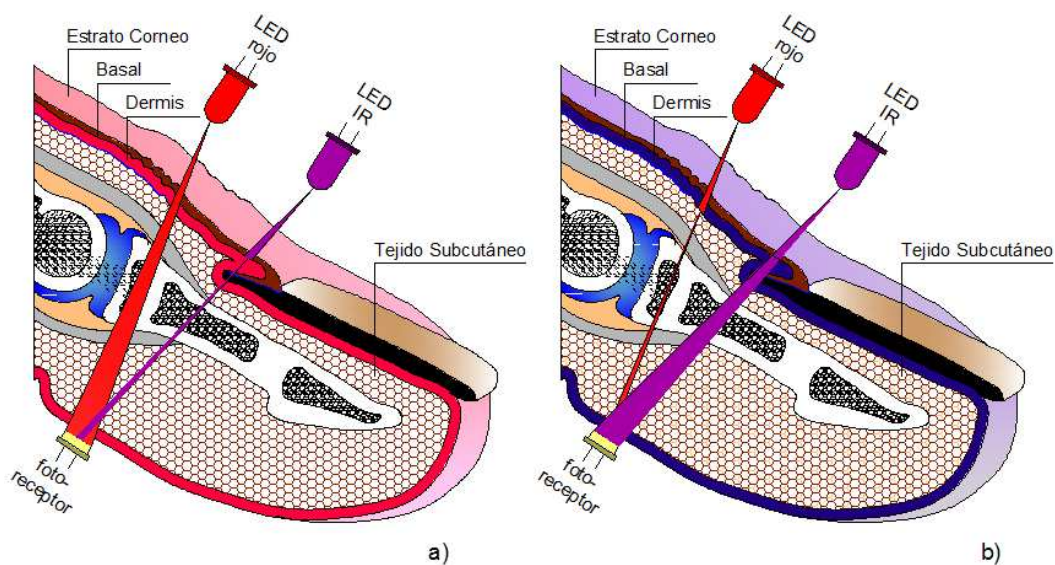 Estrato Corneo
Basal
Dermis
LED
rojo
LED
IR
Tejido Subcutáneo
foto-
receptor
a)
Estrato Corneo
Basal
Dermis
LED
rojo
LED
IR
Tejido Subcutáneo
foto-
receptor
b)